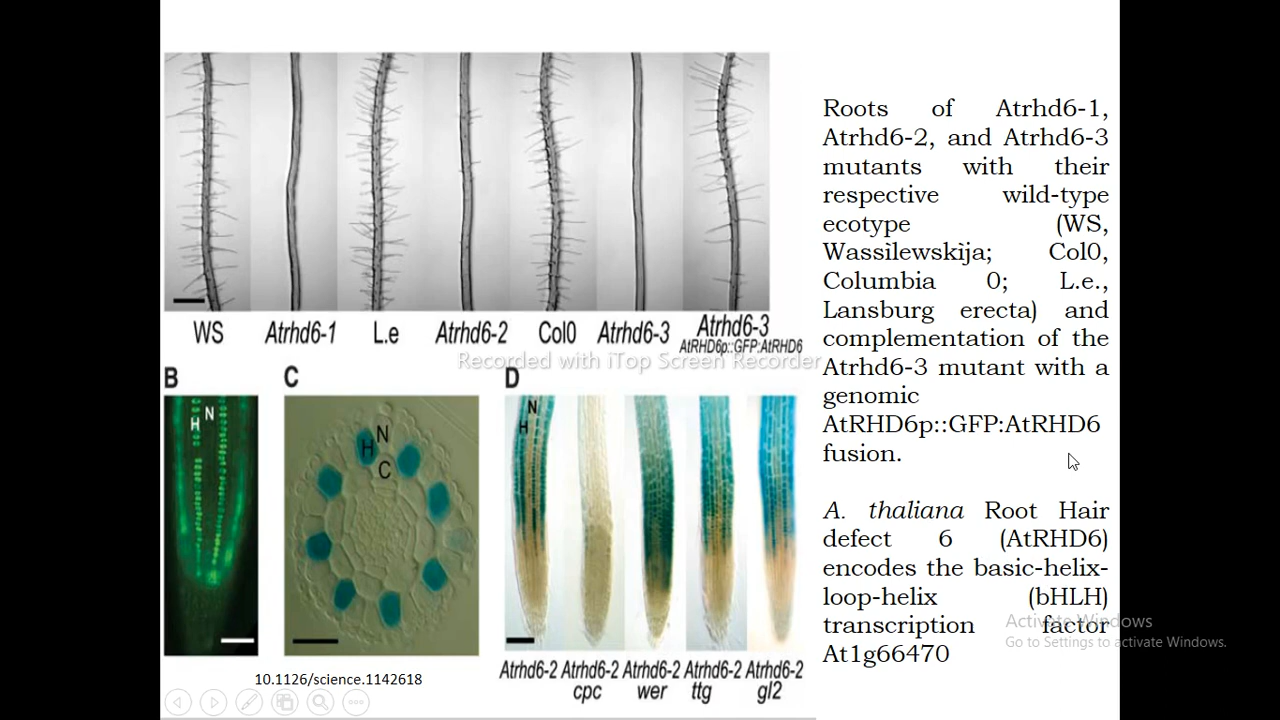 WS
Atrhd6-1
L.e
Atrhd6-2
Col0
Atrhd6-3
Atrhd6-3
AtRHD6p::GFP:AtRHD6
Recorded with iTop Screen Recorder
B
N
H
C
N
H
C
D
N
H
Atrhd6-2
Atrhd6-2
cpc
Atrhd6-2
wer
Atrhd6-2
ttg
Atrhd6-2
gl2
10.1126/science.1142618
Roots of Atrhd6-1,
Atrhd6-2, and Atrhd6-3
mutants with their
respective wild-type
ecotype (WS,
Wassilewskija; Col0,
Columbia 0; L.e.,
Lansburg erecta) and
complementation of the
Atrhd6-3 mutant with a
genomic
AtRHD6p::GFP:AtRHD6
fusion.
A. thaliana Root Hair
defect 6 (AtRHD6)
encodes the basic-helix-
loop-helix (bHLH)
transcription factor
At1g66470
Activate Windows
Go to Settings to activate Windows.